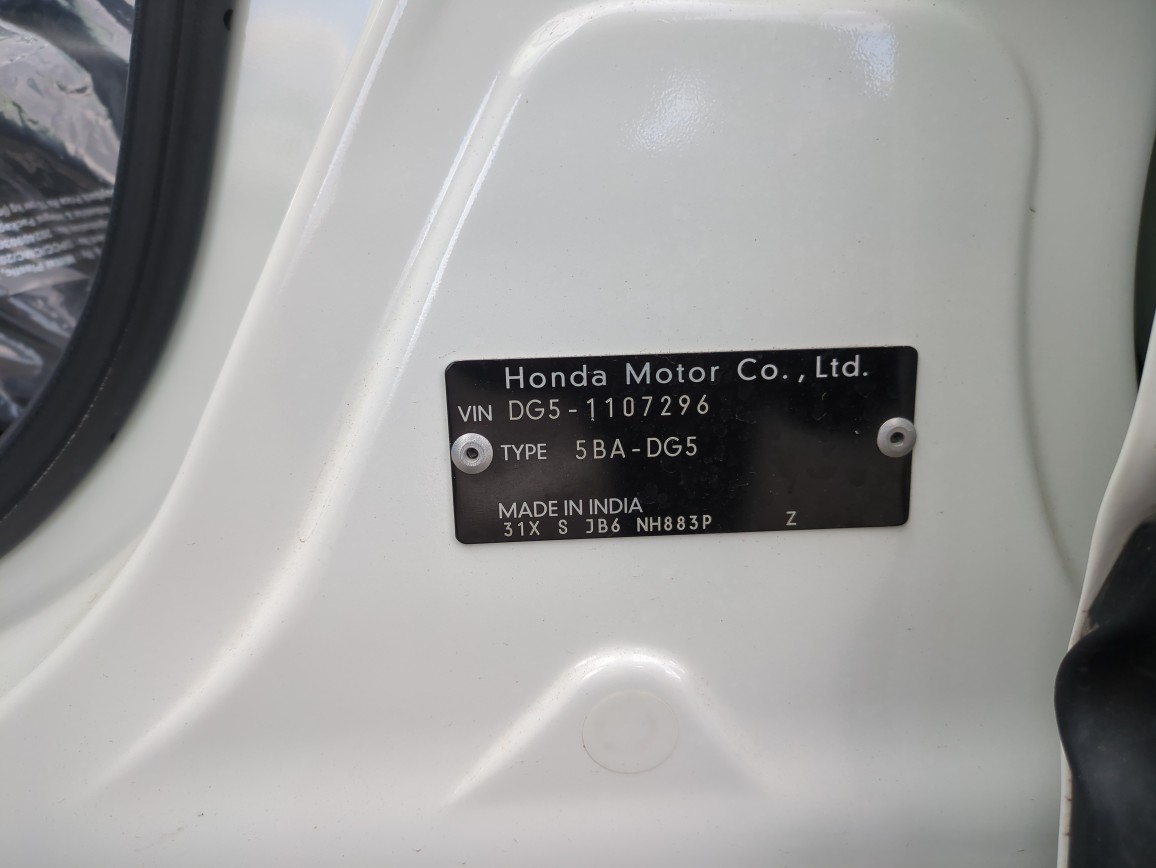 Honda Motor Co., Ltd.
VIN DG5-1107296
TYPE 5BA-DG5
MADE IN INDIA
31X S JB6 NH883P Z